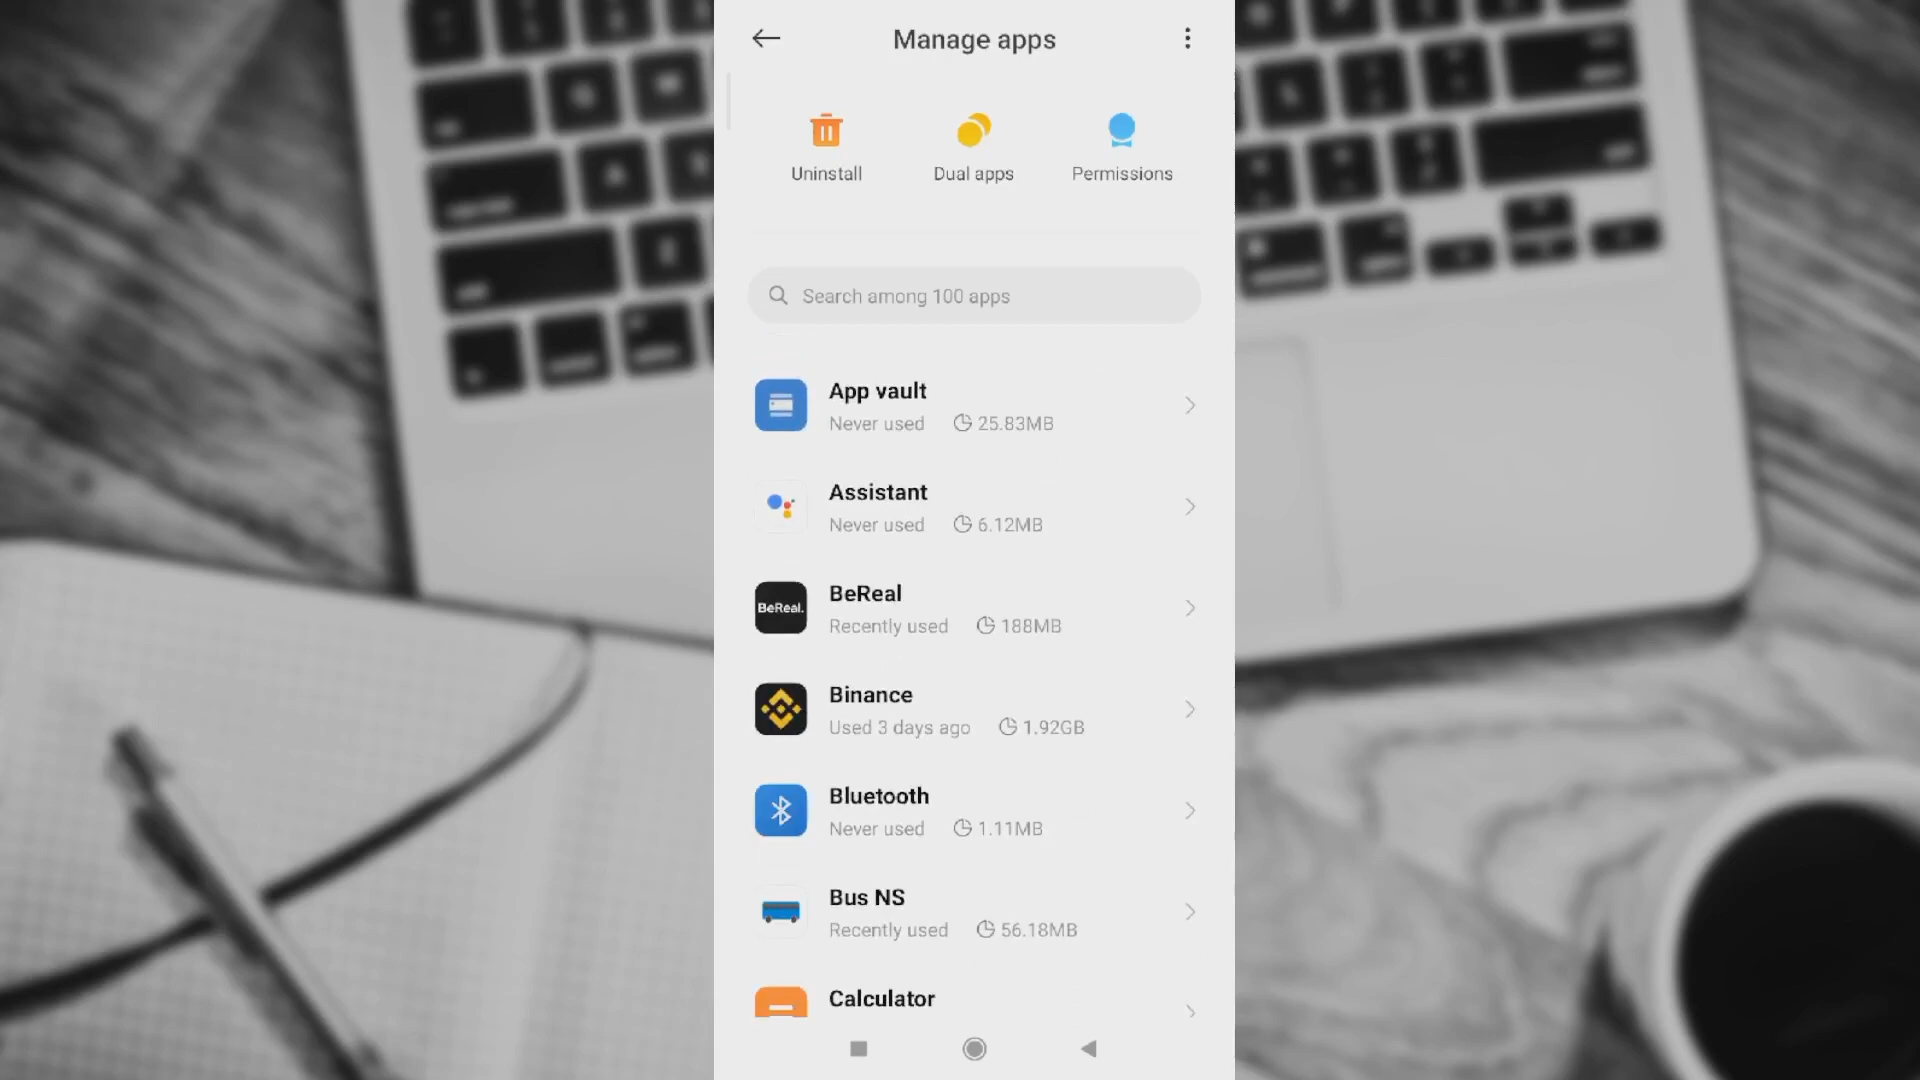 Manage apps
Uninstall
Dual apps
Permissions
Search among 100 apps
App vault
Never used 25.83MB
Assistant
Never used 6.12MB
BeReal.
BeReal
Recently used 188MB
Binance
Used 3 days ago 1.92GB
Bluetooth
Never used 1.11MB
Bus NS
Recently used 56.18MB
Calculator